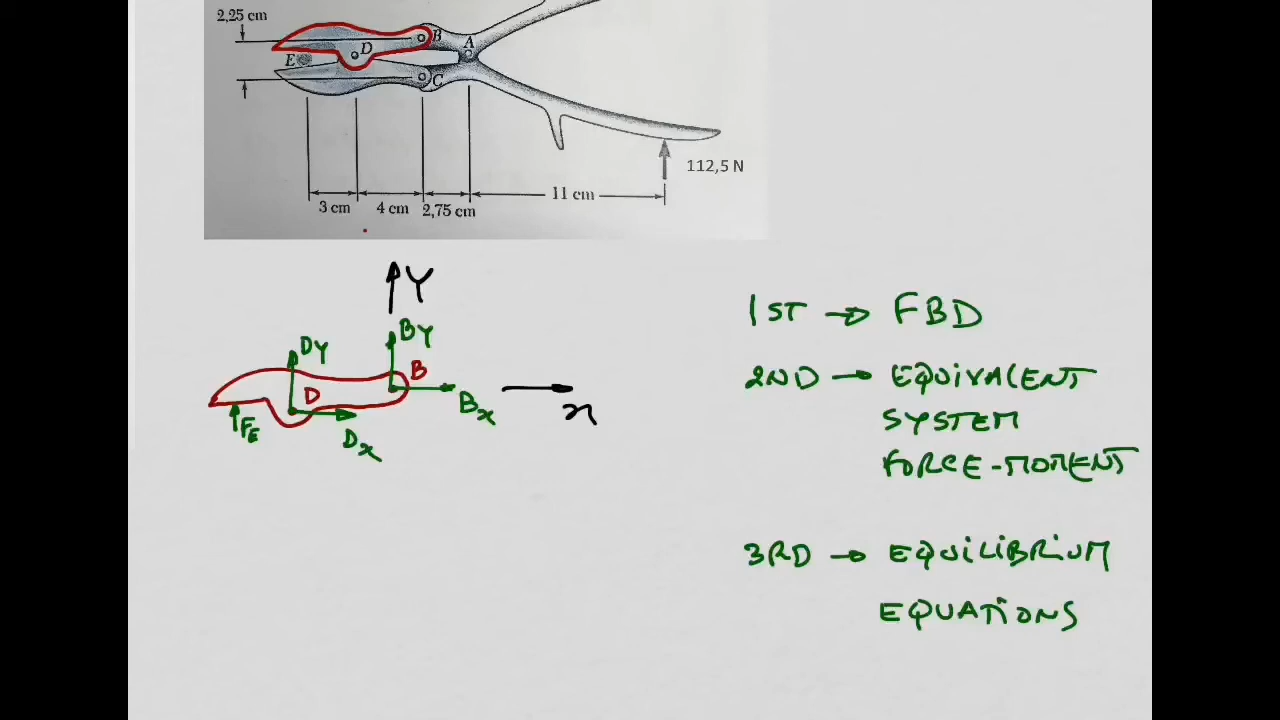 2,25 cm
B
A
D
E
C
112,5 N
11 cm
3 cm
4 cm
2,75 cm
Y
DY
BY
B
D
Bx
x
FE
Dx
1ST → FBD
2ND → EQUIVALENT
SYSTEM
FORCE-MOMENT
3RD → EQUILIBRIUM
EQUATIONS